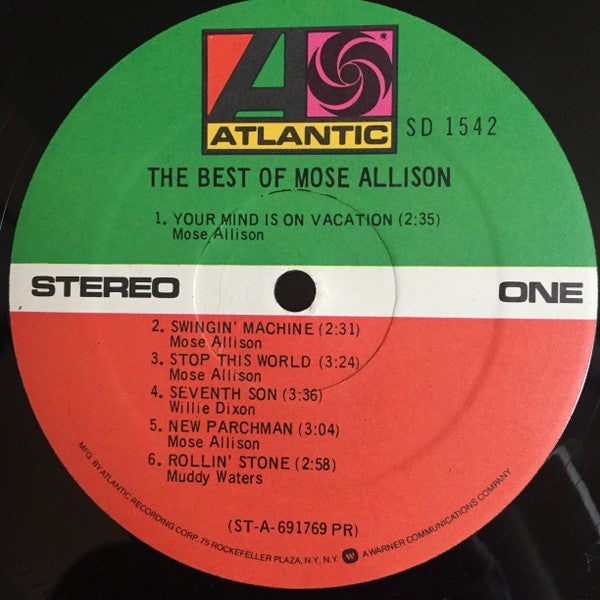 ATLANTIC
SD 1542
THE BEST OF MOSE ALLISON
1. YOUR MIND IS ON VACATION (2:35)
Mose Allison
STEREO
ONE
2. SWINGIN' MACHINE (2:31)
Mose Allison
3. STOP THIS WORLD (3:24)
Mose Allison
4. SEVENTH SON (3:36)
Willie Dixon
5. NEW PARCHMAN (3:04)
Mose Allison
6. ROLLIN' STONE (2:58)
Muddy Waters
(ST-A-691769 PR)
MFG. BY ATLANTIC RECORDING CORP. 75 ROCKEFELLER PLAZA, N.Y. N.Y. A WARNER COMMUNICATIONS COMPANY